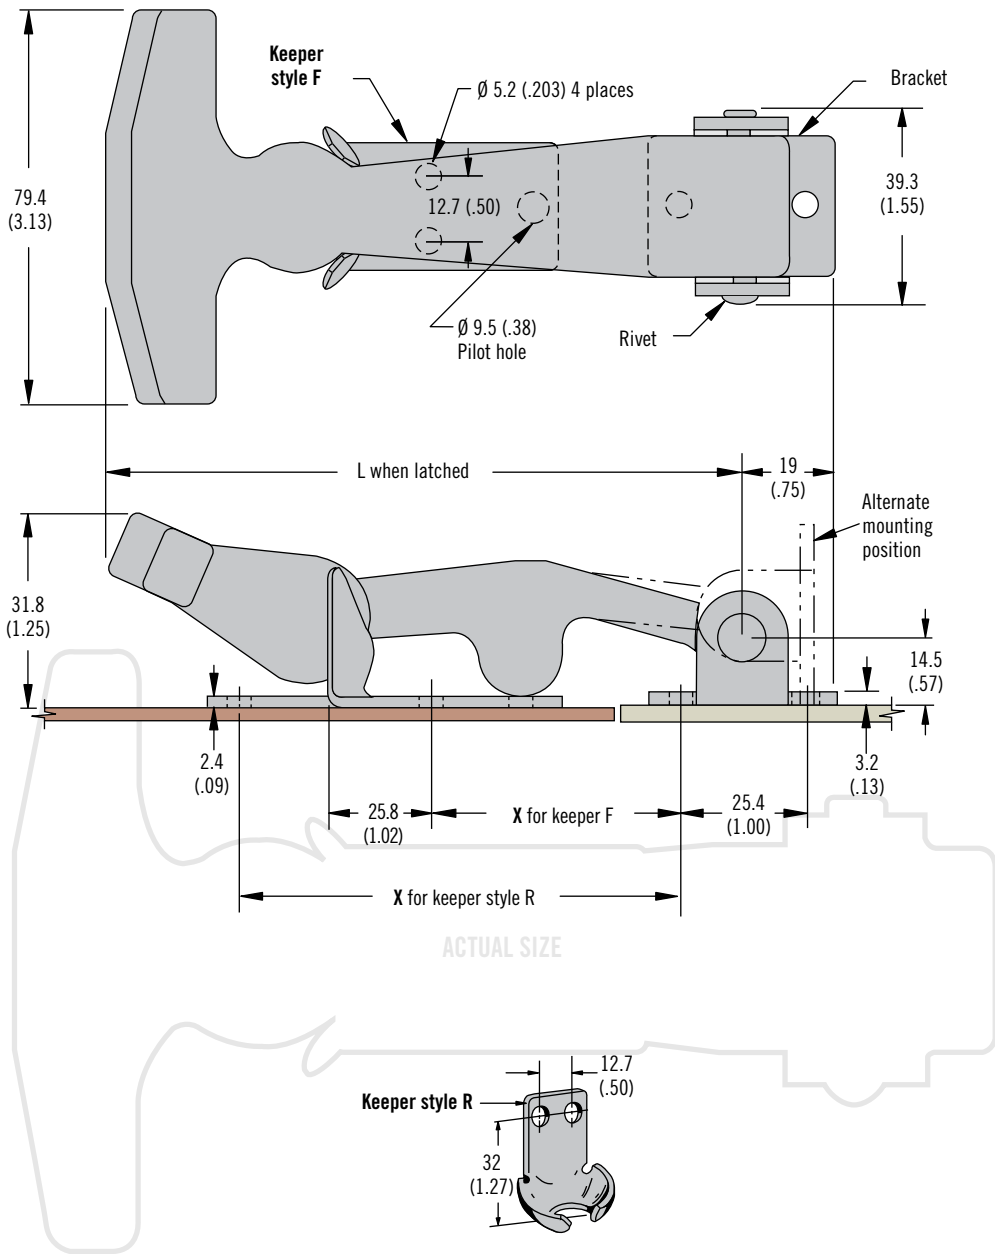 Keeper
style F
Ø 5.2 (.203) 4 places
Bracket
79.4
(3.13)
12.7 (.50)
39.3
(1.55)
Ø 9.5 (.38)
Pilot hole
Rivet
L when latched
19
(.75)
Alternate
mounting
position
31.8
(1.25)
14.5
(.57)
2.4
(.09)
3.2
(.13)
25.8
(1.02)
X for keeper F
25.4
(1.00)
X for keeper style R
ACTUAL SIZE
12.7
(.50)
Keeper style R
32
(1.27)